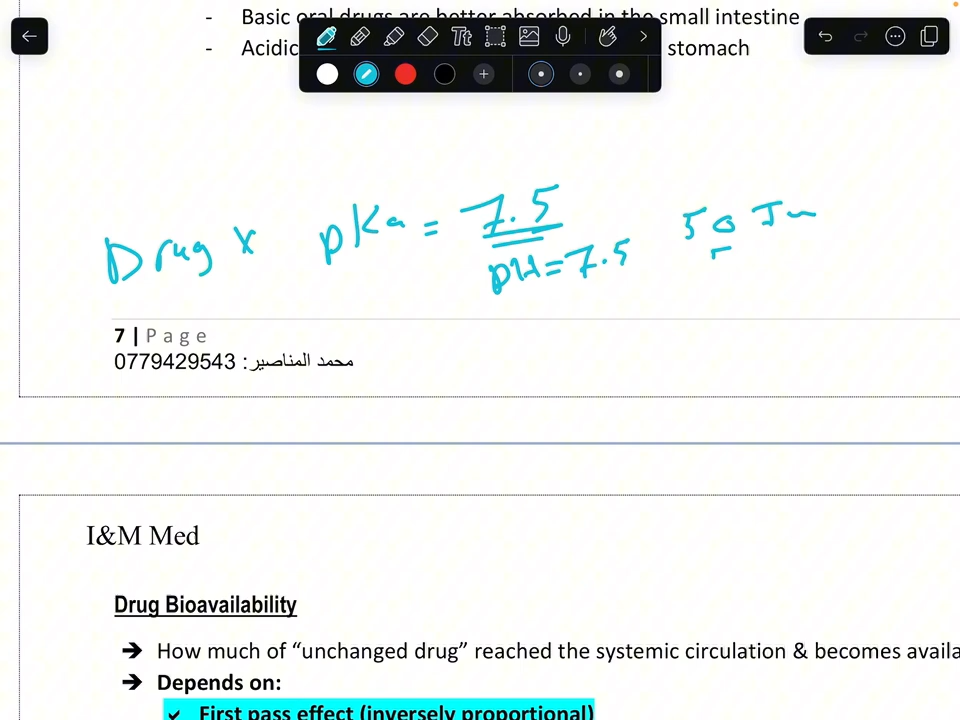 - Basic oral drugs are better absorbed in the small intestine
- Acidic stomach
Drug x pKa = 7.5 50
pH=7.5
7 | Page
محمد المناصير: 0779429543
I&M Med
Drug Bioavailability
➔ How much of “unchanged drug” reached the systemic circulation & becomes
➔ Depends on:
✓ First pass effect (inversely proportional)